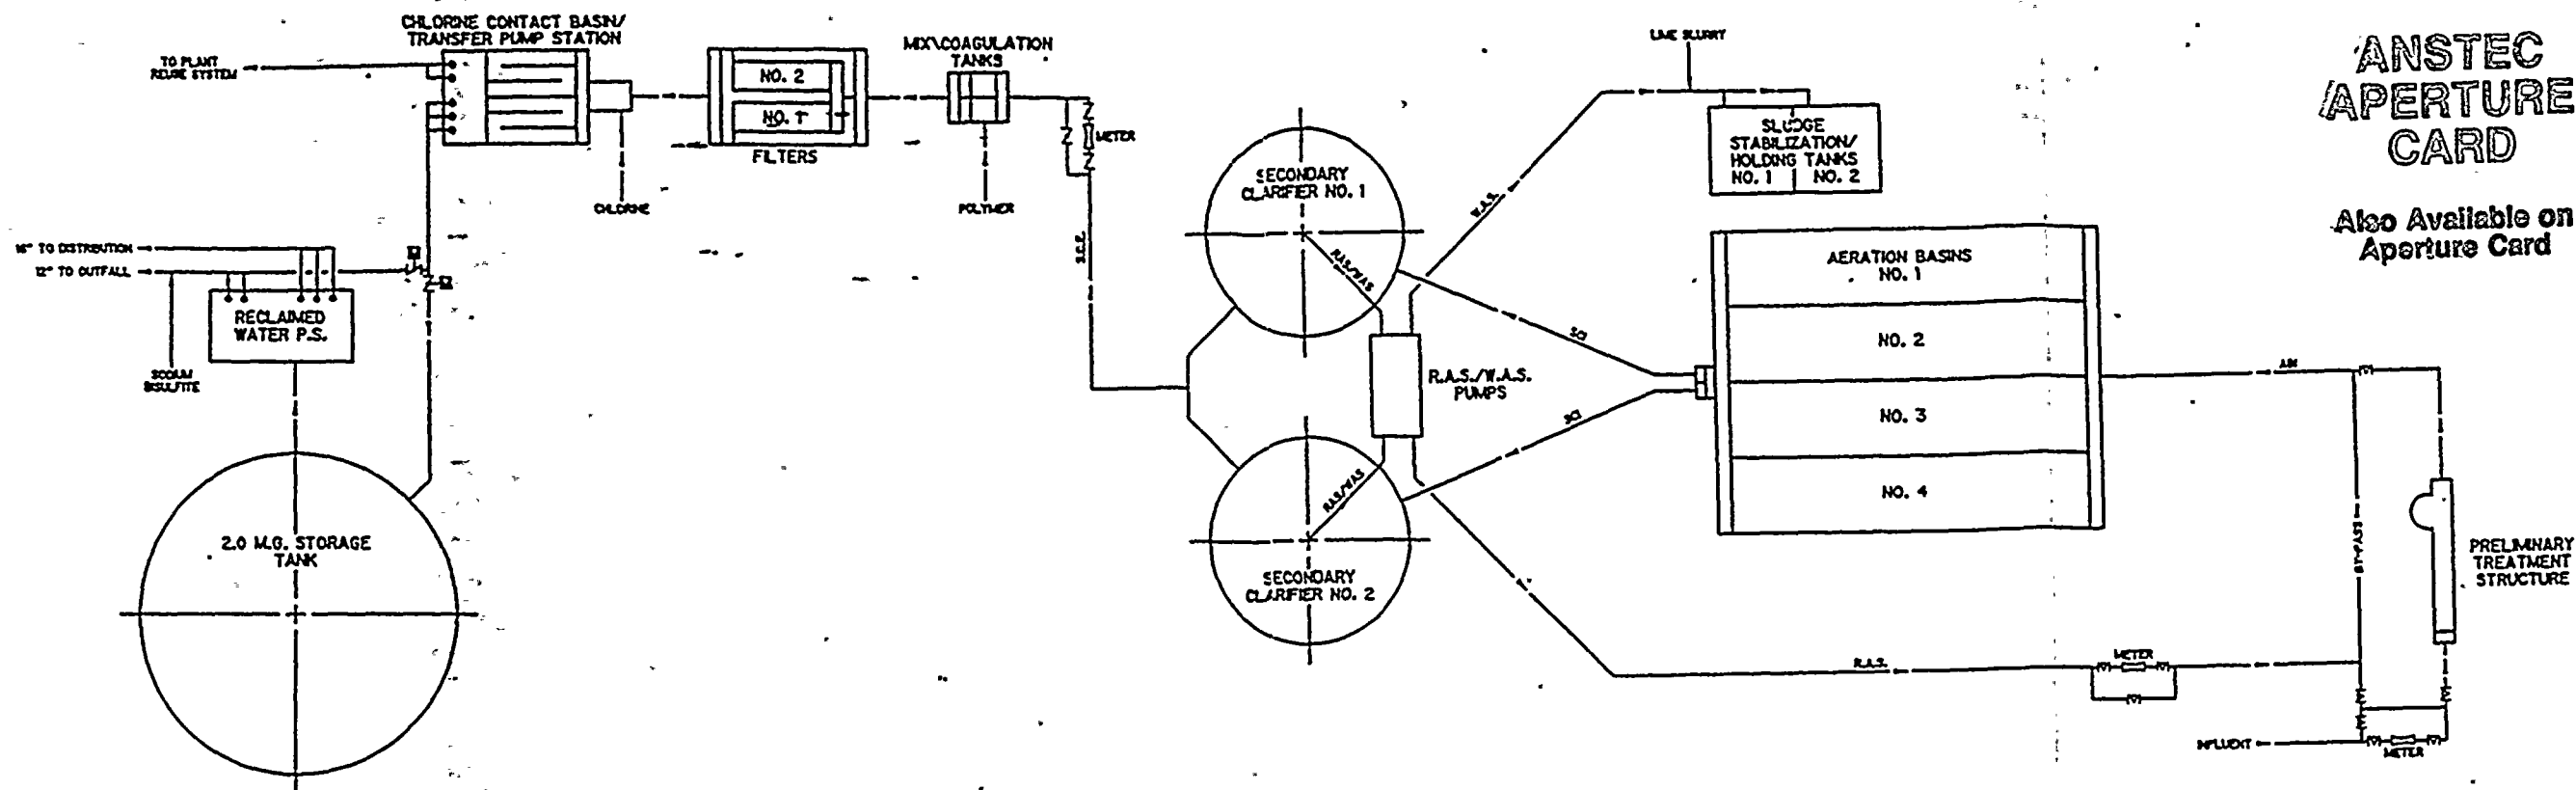 CHLORINE CONTACT BASIN/
TRANSFER PUMP STATION
TO PLANT
REUSE SYSTEM
NO. 2
NO. 1
FILTERS
MIX\COAGULATION
TANKS
METER
CHLORINE
POLYMER
16" TO DISTRIBUTION
12" TO OUTFALL
RECLAIMED
WATER P.S.
SODIUM
BISULFITE
2.0 M.G. STORAGE
TANK
S.C.E.
SECONDARY
CLARIFIER NO. 1
RAS/WAS
R.A.S./W.A.S.
PUMPS
RAS/WAS
SECONDARY
CLARIFIER NO. 2
W.A.S.
LIME SLURRY
SLUDGE
STABILIZATION/
HOLDING TANKS
NO. 1 NO. 2
SCI
SCI
AERATION BASINS
NO. 1
NO. 2
NO. 3
NO. 4
BYPASS
PRELIMINARY
TREATMENT
STRUCTURE
R.A.S.
METER
INFLUENT
METER
ANSTEC
APERTURE
CARD
Also Available on
Aperture Card